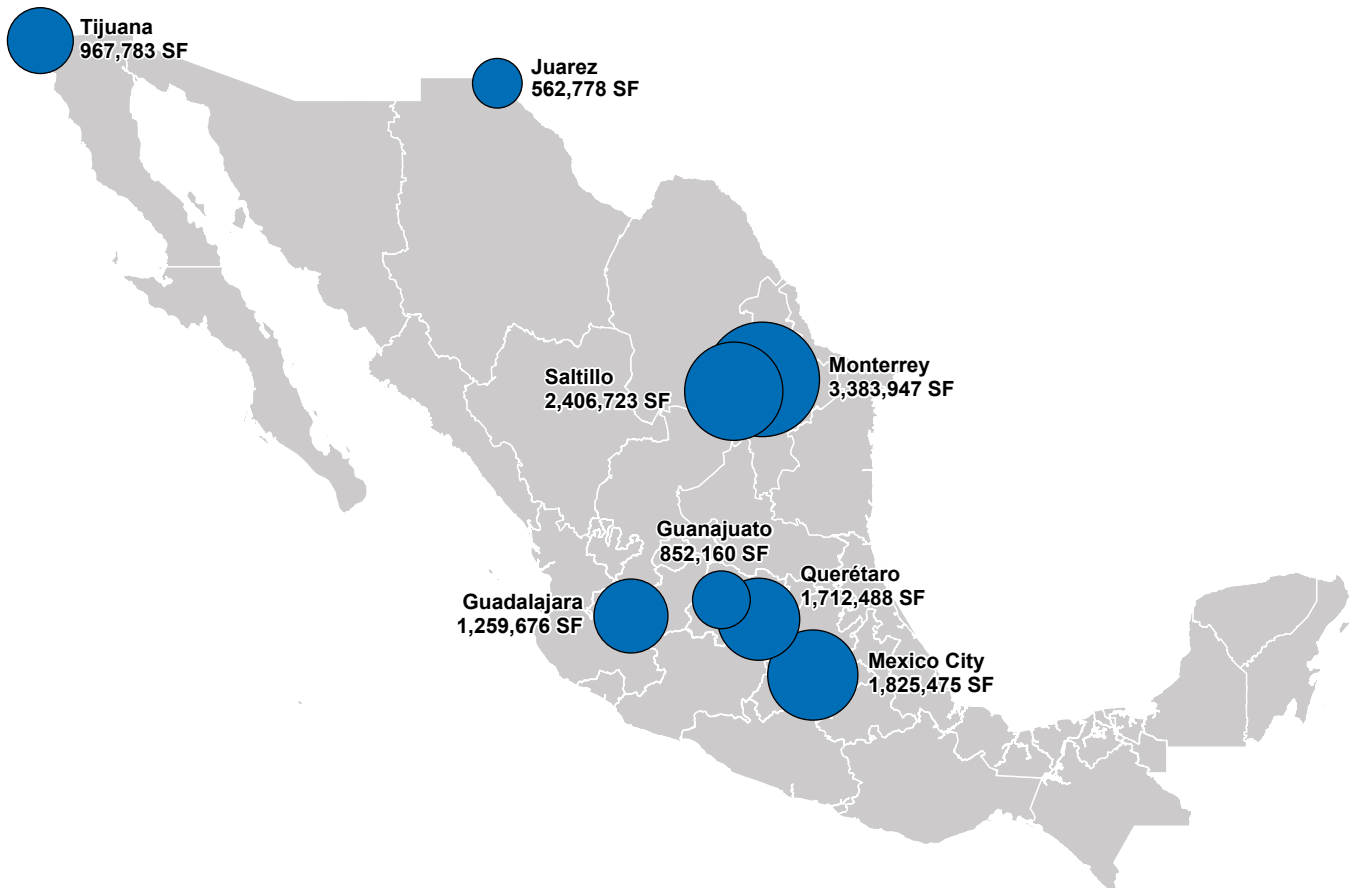 Tijuana
967,783 SF
Juarez
562,778 SF
Monterrey
3,383,947 SF
Saltillo
2,406,723 SF
Guanajuato
852,160 SF
Querétaro
1,712,488 SF
Guadalajara
1,259,676 SF
Mexico City
1,825,475 SF